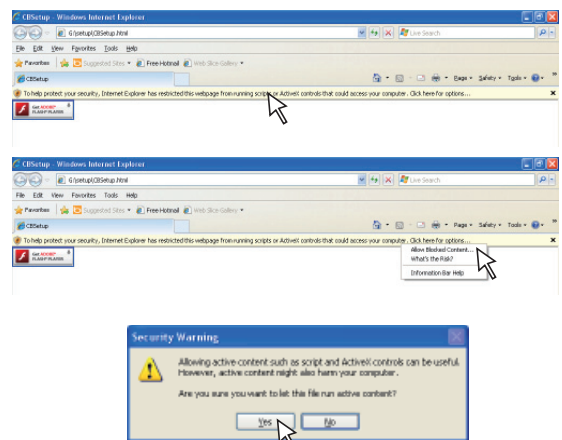 CBSetup - Windows Internet Explorer
G:\setup\CBSetup.html
Live Search
File Edit View Favorites Tools Help
Favorites Suggested Sites Free Hotmail Web Slice Gallery
CBSetup Page Safety Tools
To help protect your security, Internet Explorer has restricted this webpage from running scripts or ActiveX controls that could access your computer. Click here for options...
Get ADOBE®
FLASH® PLAYER
CBSetup - Windows Internet Explorer
G:\setup\CBSetup.html
Live Search
File Edit View Favorites Tools Help
Favorites Suggested Sites Free Hotmail Web Slice Gallery
CBSetup Page Safety Tools
To help protect your security, Internet Explorer has restricted this webpage from running scripts or ActiveX controls that could access your computer. Click here for options...
Get ADOBE®
FLASH® PLAYER
Allow Blocked Content...
What's the Risk?
Information Bar Help
Security Warning
Allowing active content such as script and ActiveX controls can be useful.
However, active content might also harm your computer.
Are you sure you want to let this file run active content?
Yes No